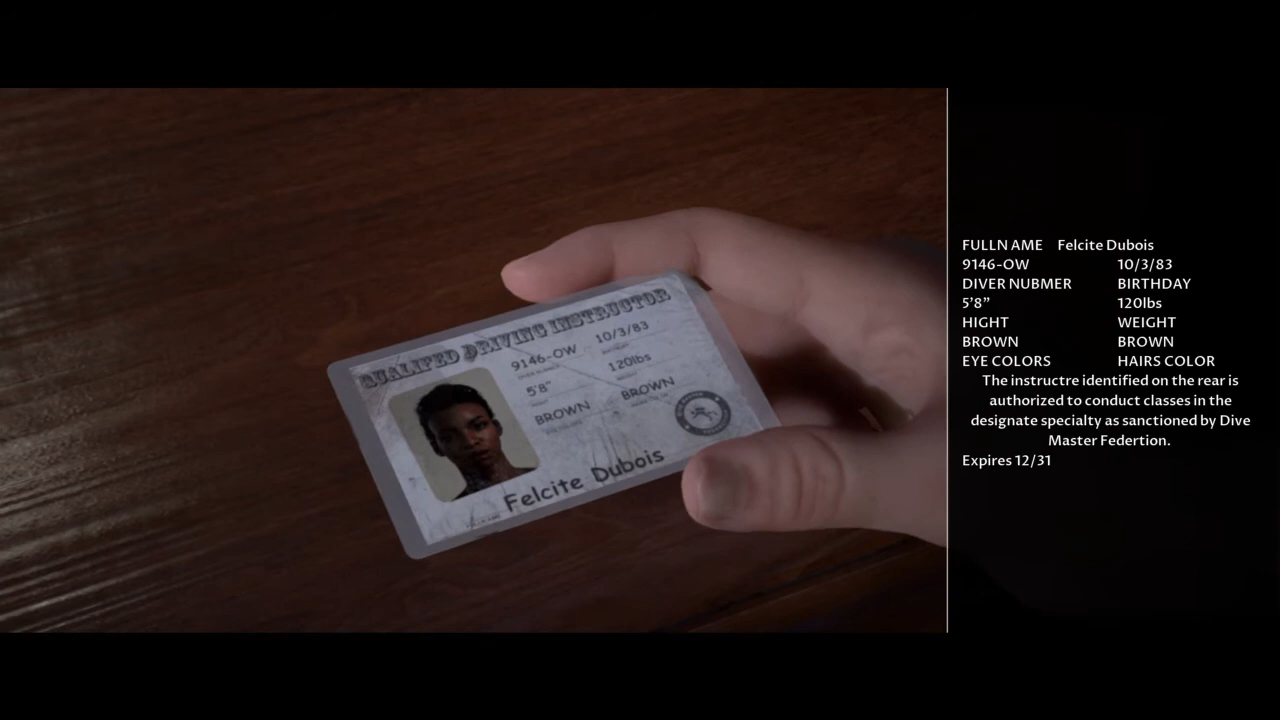 QUALIFED DRIVING INSTRUCTOR
9146-OW 10/3/83
5'8" 120lbs
BROWN BROWN
Felcite Dubois
FULLN AME Felcite Dubois
9146-OW 10/3/83
DIVER NUBMER BIRTHDAY
5'8” 120lbs
HIGHT WEIGHT
BROWN BROWN
EYE COLORS HAIRS COLOR
The instructre identified on the rear is
authorized to conduct classes in the
designate specialty as sanctioned by Dive
Master Federtion.
Expires 12/31